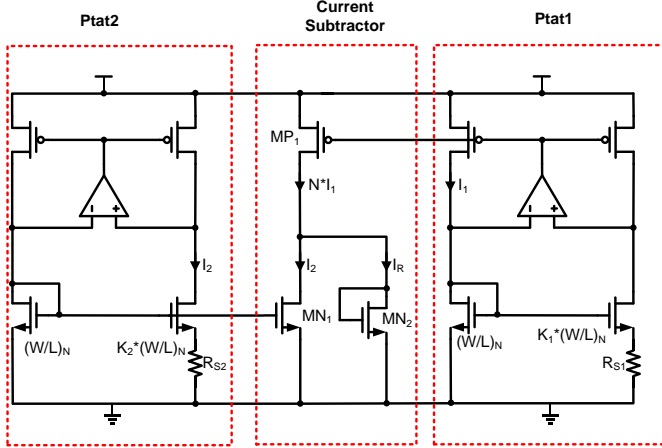 Ptat2
Current
Subtractor
Ptat1
MP1
N*I1
I1
- +
- +
I2
I2
IR
MN1
MN2
(W/L)N
K2*(W/L)N
(W/L)N
K1*(W/L)N
RS2
RS1